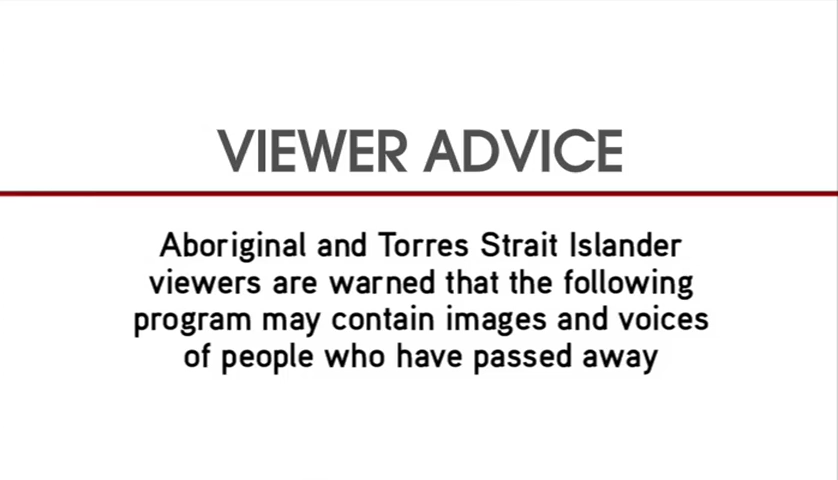 VIEWER ADVICE
Aboriginal and Torres Strait Islander
viewers are warned that the following
program may contain images and voices
of people who have passed away